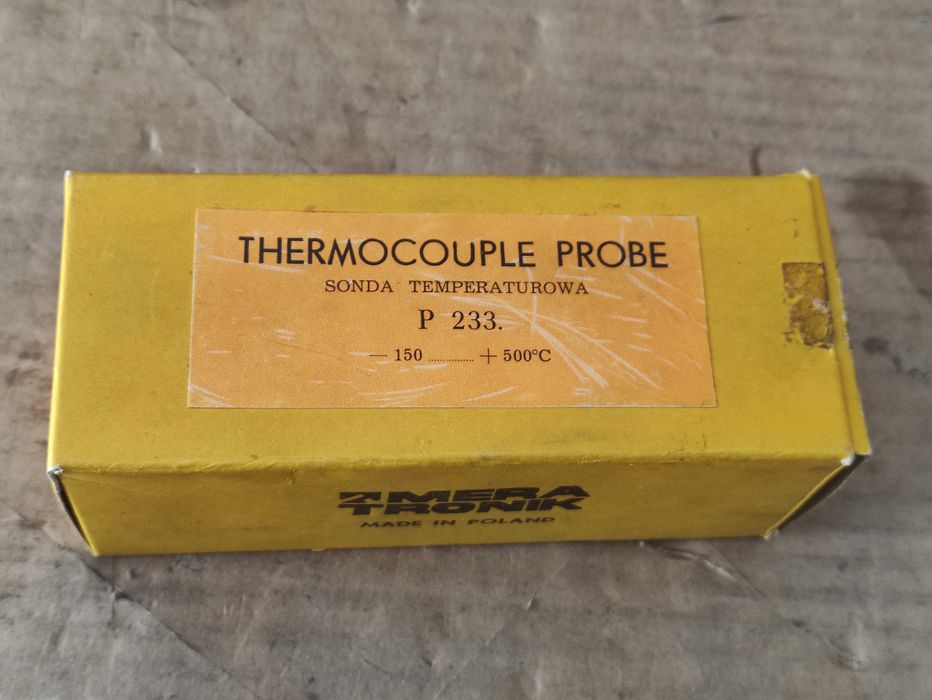 THERMOCOUPLE PROBE
SONDA TEMPERATUROWA
P 233.
— 150 ................ + 500°C
MERA
TRONIK
MADE IN POLAND